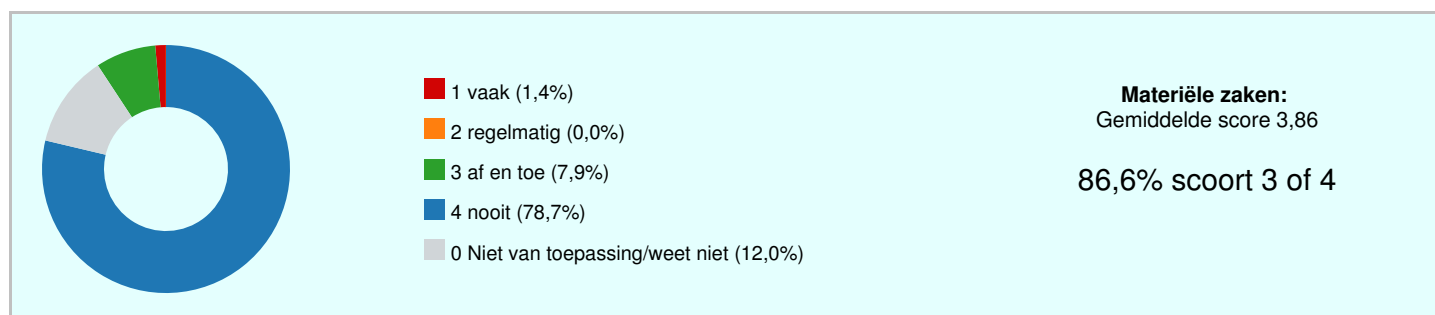 1 vaak (1,4%)
2 regelmatig (0,0%)
3 af en toe (7,9%)
4 nooit (78,7%)
0 Niet van toepassing/weet niet (12,0%)
Materiële zaken:
Gemiddelde score 3,86
86,6% scoort 3 of 4